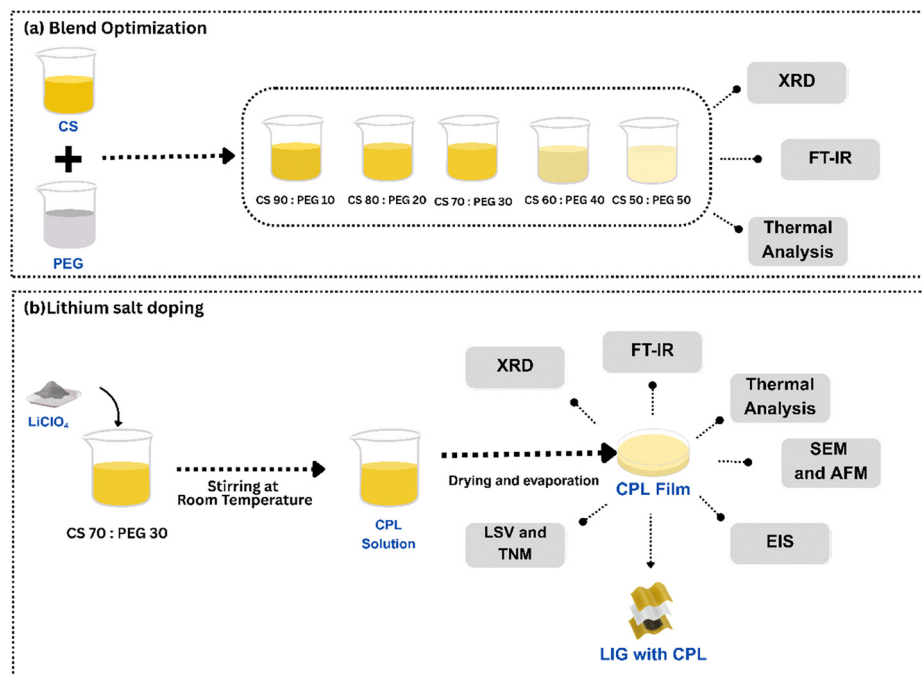 (a) Blend Optimization
CS
PEG
CS 90 : PEG 10
CS 80 : PEG 20
CS 70 : PEG 30
CS 60 : PEG 40
CS 50 : PEG 50
XRD
FT-IR
Thermal
Analysis
(b)Lithium salt doping
LiClO₄
CS 70 : PEG 30
Stirring at
Room Temperature
CPL
Solution
Drying and evaporation
CPL Film
XRD
FT-IR
Thermal
Analysis
SEM
and AFM
EIS
LSV and
TNM
LIG with CPL